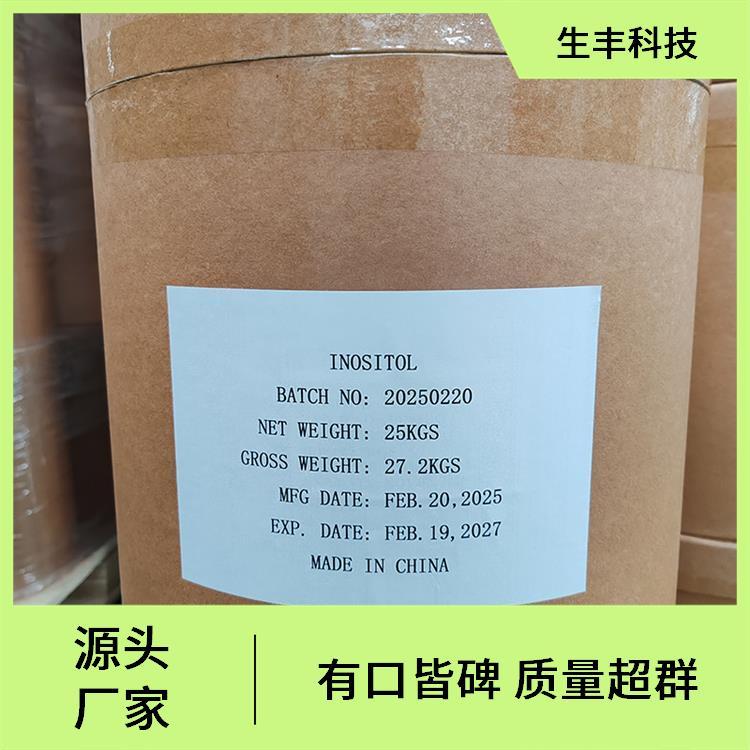 生丰科技
INOSITOL
BATCH NO: 20250220
NET WEIGHT: 25KGS
GROSS WEIGHT: 27.2KGS
MFG DATE: FEB.20,2025
EXP. DATE: FEB.19,2027
MADE IN CHINA
源头
厂家
有口皆碑 质量超群